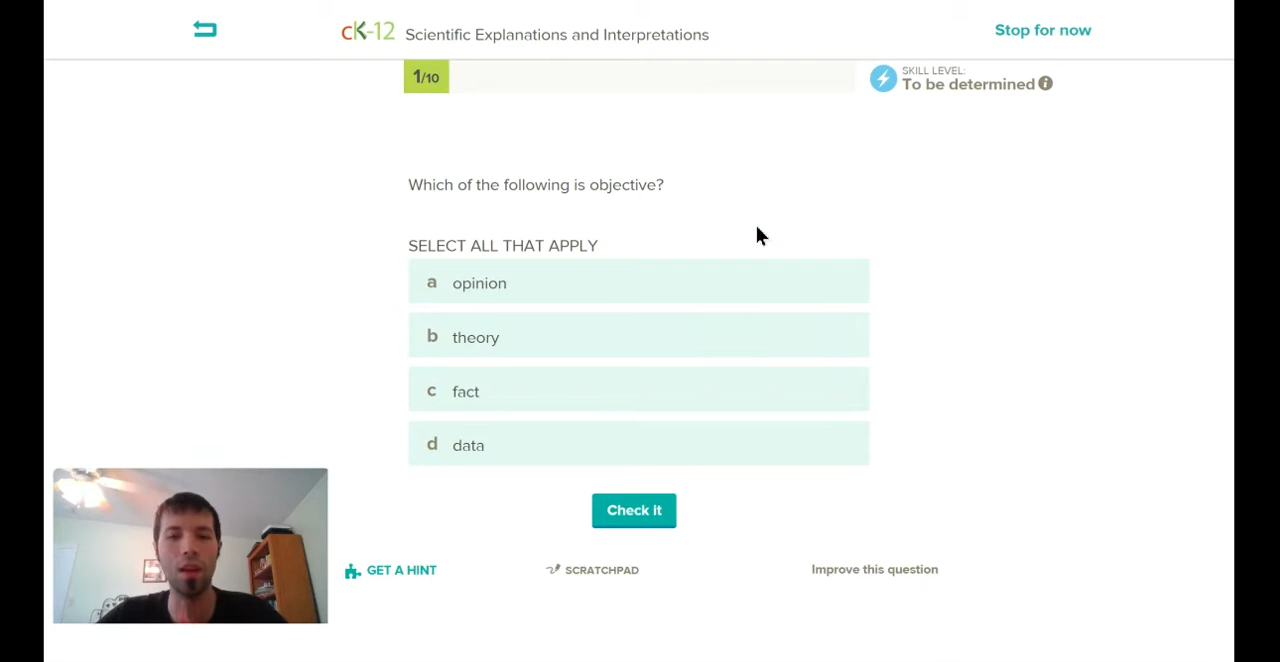 cK-12 Scientific Explanations and Interpretations
Stop for now
1/10
SKILL LEVEL:
To be determined
Which of the following is objective?
SELECT ALL THAT APPLY
a opinion
b theory
c fact
d data
Check it
GET A HINT
SCRATCHPAD
Improve this question